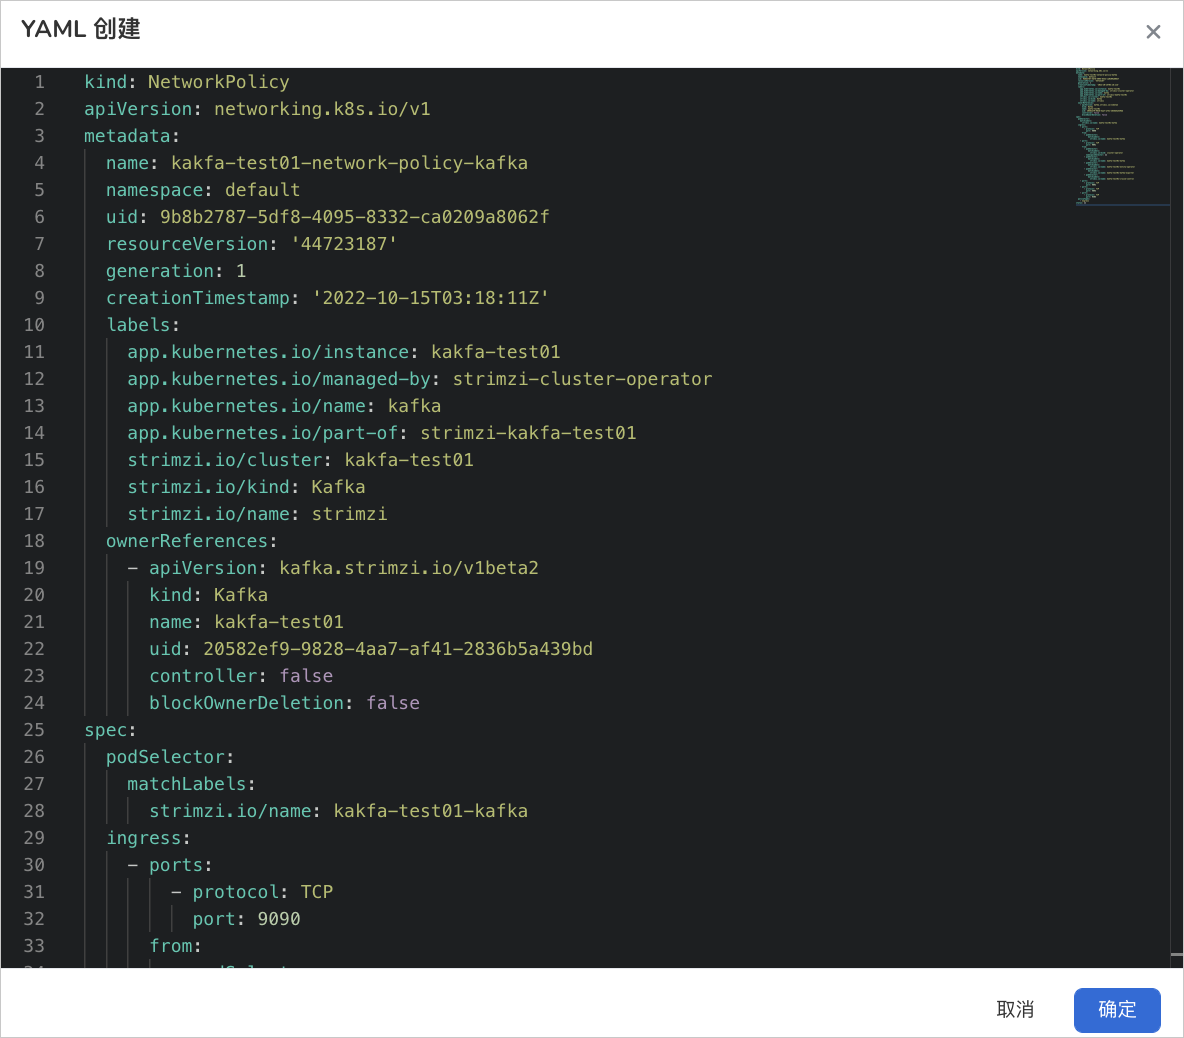 YAML 创建
×
1 kind: NetworkPolicy
2 apiVersion: networking.k8s.io/v1
3 metadata:
4   name: kakfa-test01-network-policy-kafka
5   namespace: default
6   uid: 9b8b2787-5df8-4095-8332-ca0209a8062f
7   resourceVersion: '44723187'
8   generation: 1
9   creationTimestamp: '2022-10-15T03:18:11Z'
10   labels:
11     app.kubernetes.io/instance: kakfa-test01
12     app.kubernetes.io/managed-by: strimzi-cluster-operator
13     app.kubernetes.io/name: kafka
14     app.kubernetes.io/part-of: strimzi-kakfa-test01
15     strimzi.io/cluster: kakfa-test01
16     strimzi.io/kind: Kafka
17     strimzi.io/name: strimzi
18   ownerReferences:
19     - apiVersion: kafka.strimzi.io/v1beta2
20       kind: Kafka
21       name: kakfa-test01
22       uid: 20582ef9-9828-4aa7-af41-2836b5a439bd
23       controller: false
24       blockOwnerDeletion: false
25 spec:
26   podSelector:
27     matchLabels:
28       strimzi.io/name: kakfa-test01-kafka
29   ingress:
30     - ports:
31         - protocol: TCP
32           port: 9090
33       from:
取消 确定